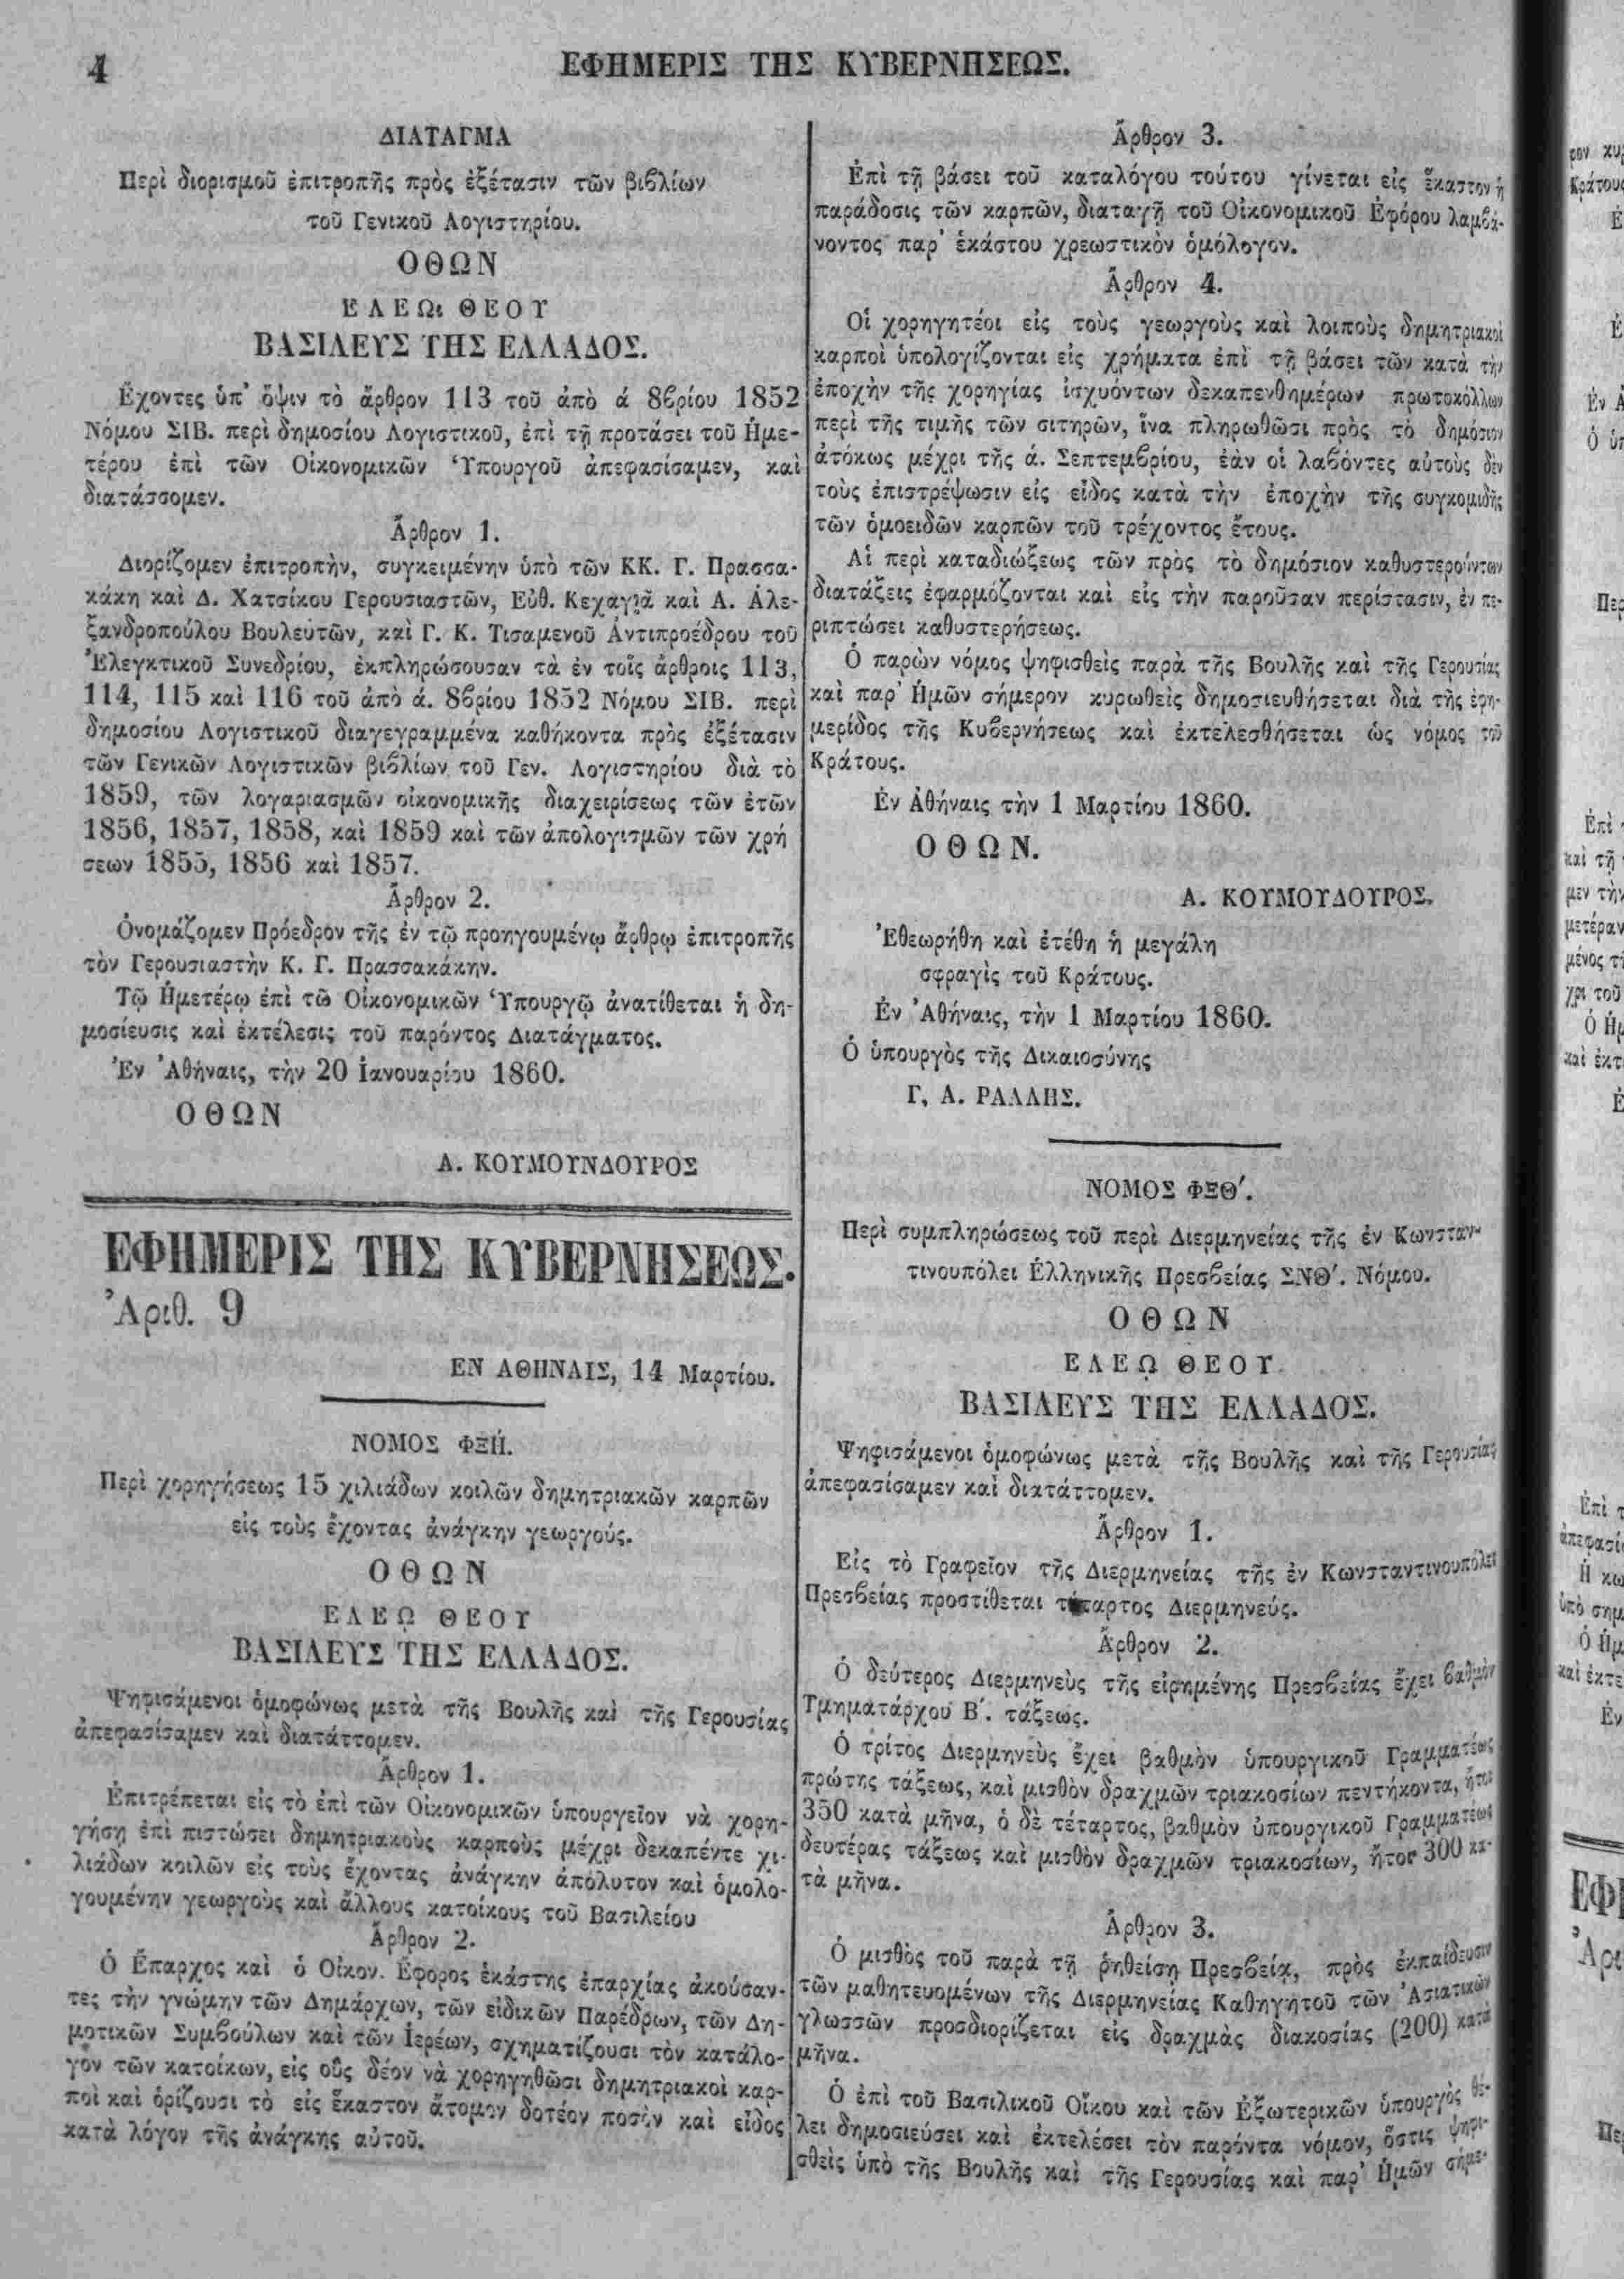 4
ΕΦΗΜΕΡΙΣ ΤΗΣ ΚΥΒΕΡΝΗΣΕΩΣ.
ΔΙΑΤΑΓΜΑ
Περὶ διορισμοῦ ἐπιτροπῆς πρὸς ἐξέτασιν τῶν βιβλίων
τοῦ Γενικοῦ Λογιστηρίου.
ΟΘΩΝ
ΕΛΕΩι ΘΕΟΥ
ΒΑΣΙΛΕΥΣ ΤΗΣ ΕΛΛΑΔΟΣ.
Ἔχοντες ὑπ' ὄψιν τὸ ἄρθρον 113 τοῦ ἀπὸ ά 8βρίου 1852
Νόμου ΣΙΒ. περὶ δημοσίου Λογιστικοῦ, ἐπὶ τῇ προτάσει τοῦ Ἡμε-
τέρου ἐπὶ τῶν Οἰκονομικῶν Ὑπουργοῦ ἀπεφασίσαμεν, καὶ
διατάσσομεν.
Ἄρθρον 1.
Διορίζομεν ἐπιτροπὴν, συγκειμένην ὑπὸ τῶν ΚΚ. Γ. Πρασσα-
κάκη καὶ Δ. Χατσίκου Γερουσιαστῶν, Εὐθ. Κεχαγιᾶ καὶ Α. Ἀλε-
ξανδροπούλου Βουλευτῶν, καὶ Γ. Κ. Τισαμενοῦ Ἀντιπροέδρου τοῦ
Ἐλεγκτικοῦ Συνεδρίου, ἐκπληρώσουσαν τὰ ἐν τοῖς ἄρθροις 113,
114, 115 καὶ 116 τοῦ ἀπὸ ά. 8βρίου 1852 Νόμου ΣΙΒ. περὶ
δημοσίου Λογιστικοῦ διαγεγραμμένα καθήκοντα πρὸς ἐξέτασιν
τῶν Γενικῶν Λογιστικῶν βιβλίων τοῦ Γεν. Λογιστηρίου διὰ τὸ
1859, τῶν λογαριασμῶν οἰκονομικῆς διαχειρίσεως τῶν ἐτῶν
1856, 1857, 1858, καὶ 1859 καὶ τῶν ἀπολογισμῶν τῶν χρή
σεων 1855, 1856 καὶ 1857.
Ἄρθρον 2.
Ὀνομάζομεν Πρόεδρον τῆς ἐν τῷ προηγουμένῳ ἄρθρῳ ἐπιτροπῆς
τὸν Γερουσιαστὴν Κ. Γ. Πρασσακάκην.
Τῷ Ἡμετέρῳ ἐπὶ τῶ Οἰκονομικῶν Ὑπουργῷ ἀνατίθεται ἡ δη-
μοσίευσις καὶ ἐκτέλεσις τοῦ παρόντος Διατάγματος.
Ἐν Ἀθήναις, τὴν 20 Ἰανουαρίου 1860.
ΟΘΩΝ
Α. ΚΟΥΜΟΥΝΔΟΥΡΟΣ
ΕΦΗΜΕΡΙΣ ΤΗΣ ΚΥΒΕΡΝΗΣΕΩΣ.
Ἀριθ. 9
ΕΝ ΑΘΗΝΑΙΣ, 14 Μαρτίου.
ΝΟΜΟΣ ΦΞΉ.
Περὶ χορηγήσεως 15 χιλιάδων κοιλῶν δημητριακῶν καρπῶν
εἰς τοὺς ἔχοντας ἀνάγκην γεωργούς.
ΟΘΩΝ
ΕΛΕῼ ΘΕΟΥ
ΒΑΣΙΛΕΥΣ ΤΗΣ ΕΛΛΑΔΟΣ.
Ψηφισάμενοι ὁμοφώνως μετὰ τῆς Βουλῆς καὶ τῆς Γερουσίας
ἀπεφασίσαμεν καὶ διατάττομεν.
Ἄρθρον 1.
Ἐπιτρέπεται εἰς τὸ ἐπὶ τῶν Οἰκονομικῶν ὑπουργεῖον νὰ χορη-
γήσῃ ἐπὶ πιστώσει δημητριακοὺς καρποὺς μέχρι δεκαπέντε χι-
λιάδων κοιλῶν εἰς τοὺς ἔχοντας ἀνάγκην ἀπόλυτον καὶ ὁμολο-
γουμένην γεωργοὺς καὶ ἄλλους κατοίκους τοῦ Βασιλείου
Ἄρθρον 2.
Ὁ Ἔπαρχος καὶ ὁ Οἰκον. Ἔφορος ἑκάστης ἐπαρχίας ἀκούσαν-
τες τὴν γνώμην τῶν Δημάρχων, τῶν εἰδικῶν Παρέδρων, τῶν Δη-
μοτικῶν Συμβούλων καὶ τῶν Ἱερέων, σχηματίζουσι τὸν κατάλο-
γον τῶν κατοίκων, εἰς οὓς δέον νὰ χορηγηθῶσι δημητριακοὶ καρ-
ποὶ καὶ ὁρίζουσι τὸ εἰς ἕκαστον ἄτομον δοτέον ποσὸν καὶ εἶδος
κατὰ λόγον τῆς ἀνάγκης αὐτοῦ.
Ἄρθρον 3.
Ἐπὶ τῇ βάσει τοῦ καταλόγου τούτου γίνεται εἰς ἕκαστον ἡ
παράδοσις τῶν καρπῶν, διαταγῇ τοῦ Οἰκονομικοῦ Ἐφόρου λαμβά-
νοντος παρ' ἑκάστου χρεωστικὸν ὁμόλογον.
Ἄρθρον 4.
Οἱ χορηγητέοι εἰς τοὺς γεωργοὺς καὶ λοιποὺς δημητριακοὶ
καρποὶ ὑπολογίζονται εἰς χρήματα ἐπὶ τῇ βάσει τῶν κατὰ τὴν
ἐποχὴν τῆς χορηγίας ἰσχυόντων δεκαπενθημέρων πρωτοκόλλων
περὶ τῆς τιμῆς τῶν σιτηρῶν, ἵνα πληρωθῶσι πρὸς τὸ δημόσιον
ἀτόκως μέχρι τῆς ά. Σεπτεμβρίου, ἐὰν οἱ λαβόντες αὐτοὺς δὲν
τοὺς ἐπιστρέψωσιν εἰς εἶδος κατὰ τὴν ἐποχὴν τῆς συγκομιδῆς
τῶν ὁμοειδῶν καρπῶν τοῦ τρέχοντος ἔτους.
Αἱ περὶ καταδιώξεως τῶν πρὸς τὸ δημόσιον καθυστερούντων
διατάξεις ἐφαρμόζονται καὶ εἰς τὴν παροῦσαν περίστασιν, ἐν πε-
ριπτώσει καθυστερήσεως.
Ὁ παρὼν νόμος ψηφισθεὶς παρὰ τῆς Βουλῆς καὶ τῆς Γερουσίας
καὶ παρ' Ἡμῶν σήμερον κυρωθεὶς δημοσιευθήσεται διὰ τῆς ἐφη-
μερίδος τῆς Κυβερνήσεως καὶ ἐκτελεσθήσεται ὡς νόμος τοῦ
Κράτους.
Ἐν Ἀθήναις τὴν 1 Μαρτίου 1860.
ΟΘΩΝ.
Α. ΚΟΥΜΟΥΔΟΥΡΟΣ.
Ἐθεωρήθη καὶ ἐτέθη ἡ μεγάλη
σφραγὶς τοῦ Κράτους.
Ἐν Ἀθήναις, τὴν 1 Μαρτίου 1860.
Ὁ ὑπουργὸς τῆς Δικαιοσύνης
Γ. Α. ΡΑΛΛΗΣ.
ΝΟΜΟΣ ΦΞΘ'.
Περὶ συμπληρώσεως τοῦ περὶ Διερμηνείας τῆς ἐν Κωνσταν-
τινουπόλει Ἑλληνικῆς Πρεσβείας ΣΝΘ'. Νόμου.
ΟΘΩΝ
ΕΛΕῼ ΘΕΟΥ
ΒΑΣΙΛΕΥΣ ΤΗΣ ΕΛΛΑΔΟΣ.
Ψηφισάμενοι ὁμοφώνως μετὰ τῆς Βουλῆς καὶ τῆς Γερουσίας
ἀπεφασίσαμεν καὶ διατάττομεν.
Ἄρθρον 1.
Εἰς τὸ Γραφεῖον τῆς Διερμηνείας τῆς ἐν Κωνσταντινουπόλει
Πρεσβείας προστίθεται τέταρτος Διερμηνεύς.
Ἄρθρον 2.
Ὁ δεύτερος Διερμηνεὺς τῆς εἰρημένης Πρεσβείας ἔχει βαθμὸν
Τμηματάρχου Β'. τάξεως.
Ὁ τρίτος Διερμηνεὺς ἔχει βαθμὸν ὑπουργικοῦ Γραμματέως
πρώτης τάξεως, καὶ μισθὸν δραχμῶν τριακοσίων πεντήκοντα, ἤτοι
350 κατὰ μῆνα, ὁ δὲ τέταρτος, βαθμὸν ὑπουργικοῦ Γραμματέως
δευτέρας τάξεως καὶ μισθὸν δραχμῶν τριακοσίων, ἤτοι 300 κα-
τὰ μῆνα.
Ἄρθρον 3.
Ὁ μισθὸς τοῦ παρὰ τῇ ῥηθείσῃ Πρεσβείᾳ, πρὸς ἐκπαίδευσιν
τῶν μαθητευομένων τῆς Διερμηνείας Καθηγητοῦ τῶν Ἀσιατικῶν
γλωσσῶν προσδιορίζεται εἰς δραχμὰς διακοσίας (200) κατὰ
μῆνα.
Ὁ ἐπὶ τοῦ Βασιλικοῦ Οἴκου καὶ τῶν Ἐξωτερικῶν ὑπουργὸς θέ-
λει δημοσιεύσει καὶ ἐκτελέσει τὸν παρόντα νόμον, ὅστις ψηφι-
σθεὶς ὑπὸ τῆς Βουλῆς καὶ τῆς Γερουσίας καὶ παρ' Ἡμῶν σήμε-